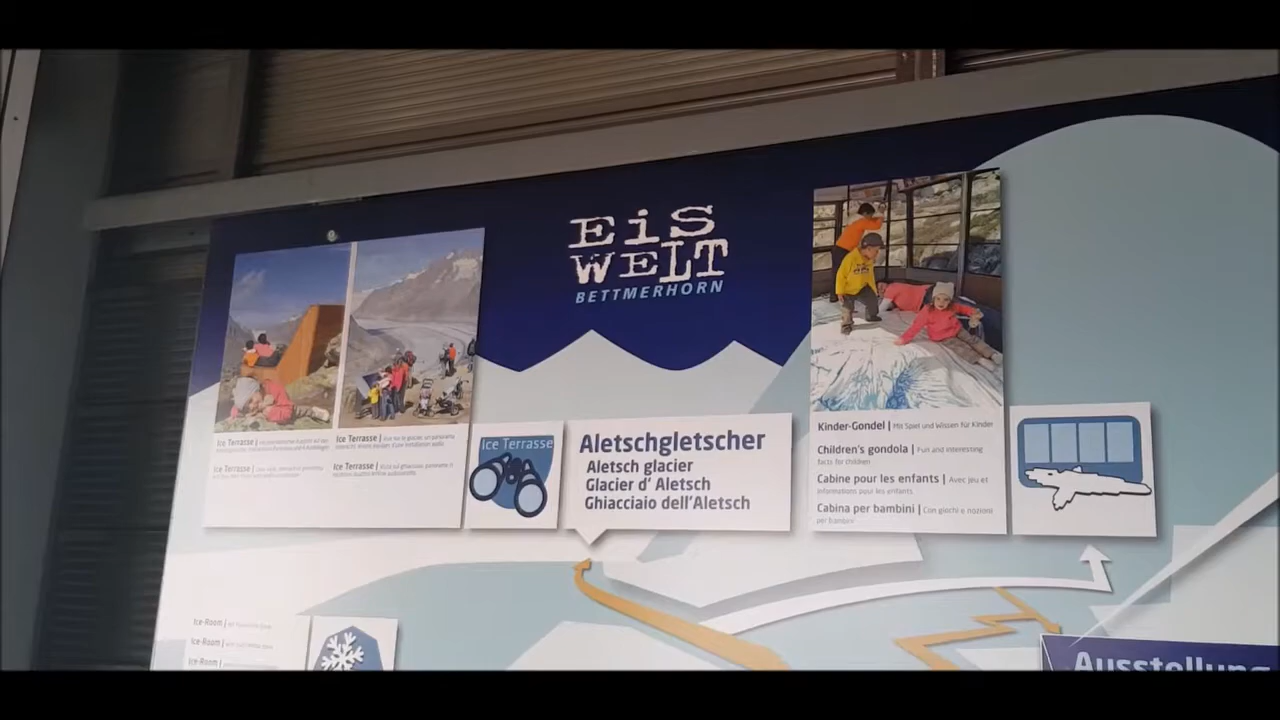 EiS
WELT
BETTMERHORN
Ice Terrasse |
Ice Terrasse |
Ice Terrasse |
Ice Terrasse |
Ice Terrasse
Aletschgletscher
Aletsch glacier
Glacier d' Aletsch
Ghiacciaio dell'Aletsch
Kinder-Gondel | Mit Spiel und Wissen für Kinder
Children's gondola | Fun and interesting
facts for children
Cabine pour les enfants | Avec jeu et
informations pour les enfants
Cabina per bambini | Con giochi e nozioni
per bambini
Ice-Room |
Ice-Room |
Ice-Room |
Ausstellung